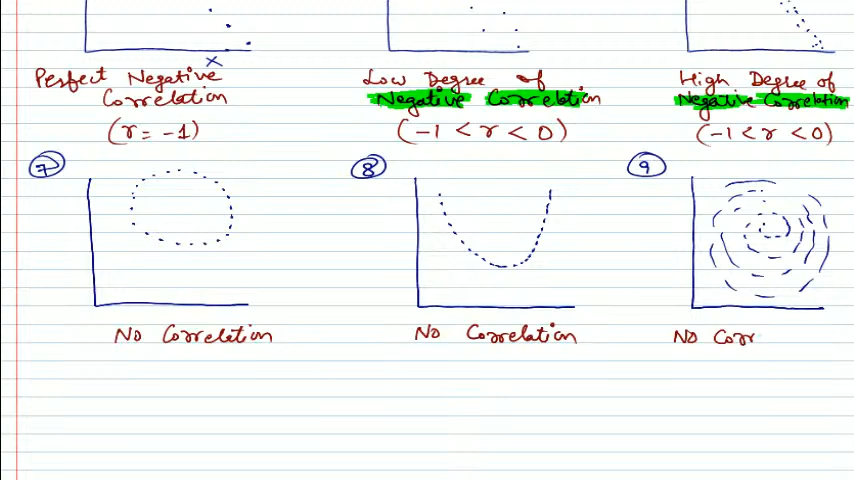 X
Perfect Negative
Correlation
(r = -1)
Low Degree of
Negative Correlation
(-1 < r < 0)
High Degree of
Negative Correlation
(-1 < r < 0)
7
No Correlation
8
No Correlation
9
No Corr